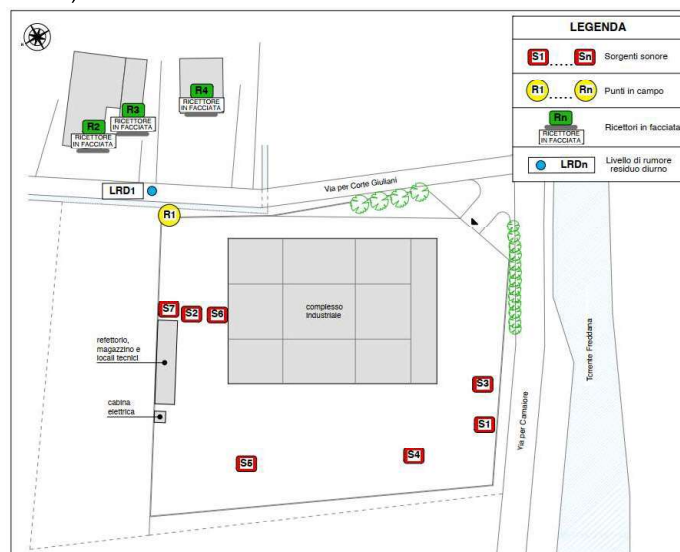 LEGENDA
S1 ...... Sn Sorgenti sonore
R1 ...... Rn Punti in campo
Rn
RICETTORE
IN FACCIATA
Ricettori in facciata
LRDn Livello di rumore
residuo diurno
R4
RICETTORE
IN FACCIATA
R3
RICETTORE
IN FACCIATA
R2
RICETTORE
IN FACCIATA
LRD1
Via per Corte Giuliani
R1
complesso
industriale
S7 S2 S6
refettorio,
magazzino e
locali tecnici
cabina
elettrica
S3
S1
S4
S5
Via per Camaiore
Torrente Freddana